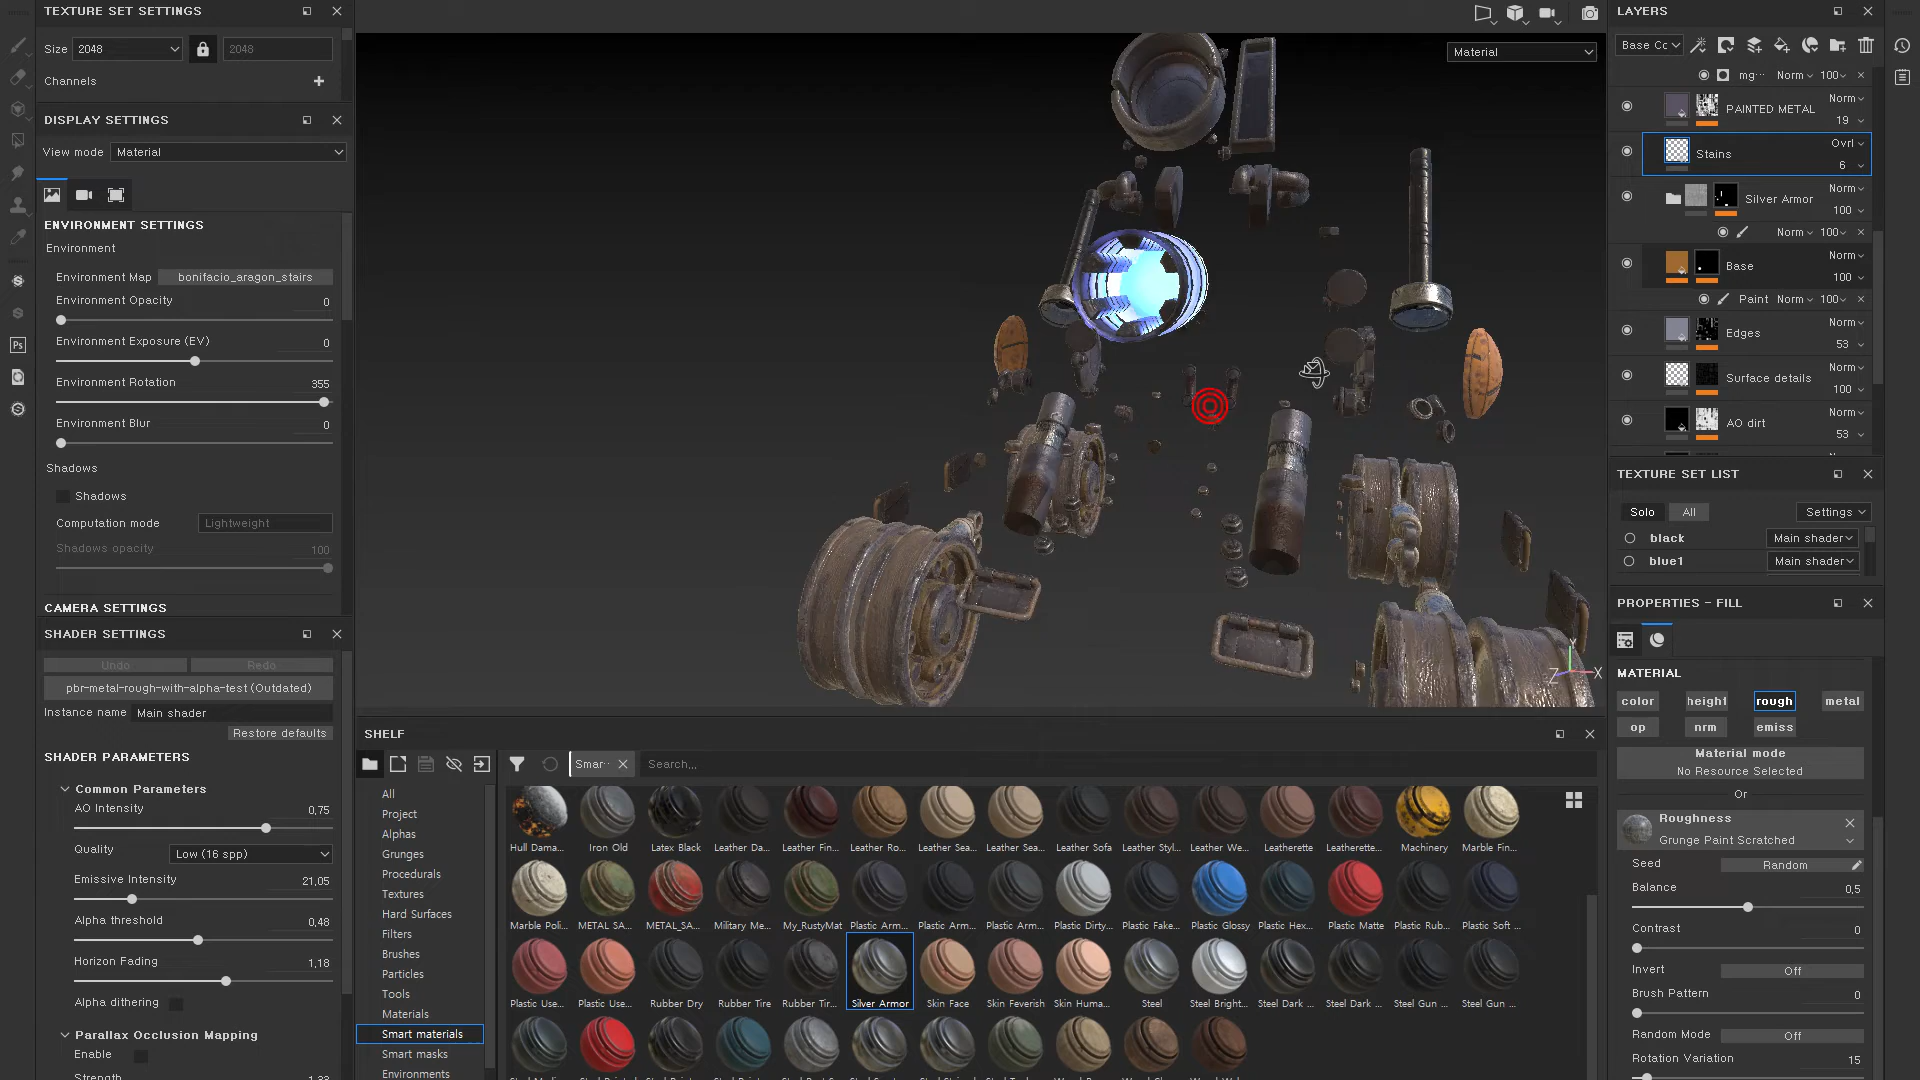 TEXTURE SET SETTINGS
Size 2048 2048
Channels
DISPLAY SETTINGS
View mode Material
ENVIRONMENT SETTINGS
Environment
Environment Map bonifacio_aragon_stairs
Environment Opacity 0
Environment Exposure (EV) 0
Environment Rotation 355
Environment Blur 0
Shadows
Shadows
Computation mode Lightweight
Shadows opacity 100
CAMERA SETTINGS
SHADER SETTINGS
Undo Redo
pbr-metal-rough-with-alpha-test (Outdated)
Instance name Main shader
Restore defaults
SHADER PARAMETERS
Common Parameters
AO Intensity 0,75
Quality Low (16 spp)
Emissive Intensity 21,05
Alpha threshold 0,48
Horizon Fading 1,18
Alpha dithering
Parallax Occlusion Mapping
Enable
Ps
Material
Y
Z X
SHELF
Smar·· Search...
All
Project
Alphas
Grunges
Procedurals
Textures
Hard Surfaces
Filters
Brushes
Particles
Tools
Materials
Smart materials
Smart masks
Environments
Hull Dama... Iron Old Latex Black Leather Da... Leather Fin... Leather Ro... Leather Sea... Leather Sea... Leather Sofa Leather Styl... Leather We... Leatherette Leatherette... Machinery Marble Fin...
Marble Poli... METAL SA... METAL_SA... Military Me... My_RustyMat Plastic Arm... Plastic Arm... Plastic Arm... Plastic Dirty... Plastic Fake... Plastic Glossy Plastic Hex... Plastic Matte Plastic Rub... Plastic Soft ...
Plastic Use... Plastic Use... Rubber Dry Rubber Tire Rubber Tir... Silver Armor Skin Face Skin Feverish Skin Huma... Steel Steel Bright... Steel Dark ... Steel Dark ... Steel Gun ... Steel Gun ...
LAYERS
Base Cc
mg··· Norm 100
PAINTED METAL Norm 19
Stains Ovrl 6
Silver Armor Norm 100
Norm 100
Base Norm 100
Paint Norm 100
Edges Norm 53
Surface details Norm 100
AO dirt Norm 53
TEXTURE SET LIST
Solo All Settings
black Main shader
blue1 Main shader
PROPERTIES - FILL
MATERIAL
color height rough metal
op nrm emiss
Material mode
No Resource Selected
Or
Roughness
Grunge Paint Scratched
Seed Random
Balance 0,5
Contrast 0
Invert Off
Brush Pattern 0
Random Mode Off
Rotation Variation 15